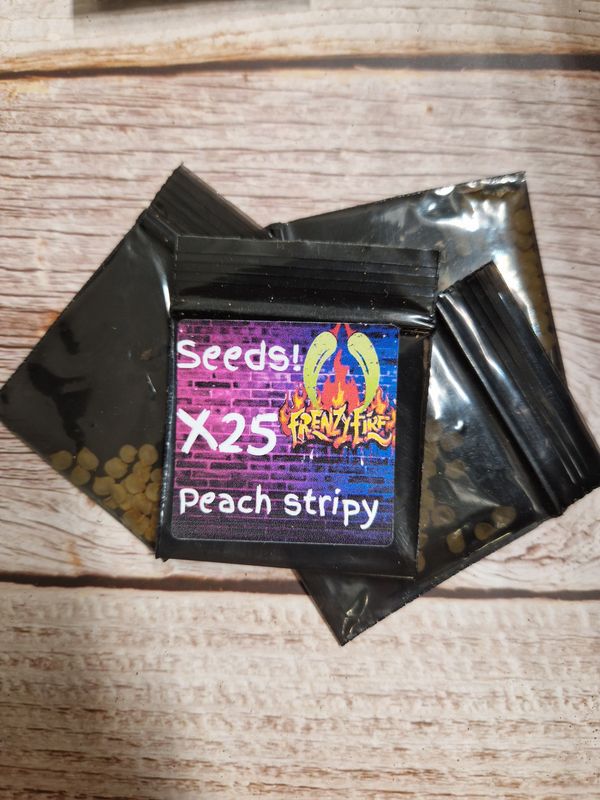 Seeds!
X25
FRENZY FIRE
Peach stripy